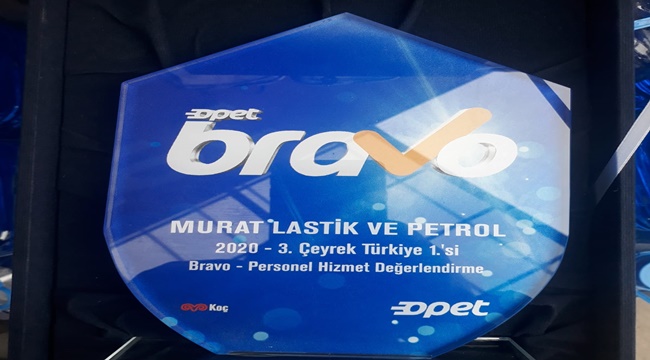 opet
bravo
MURAT LASTİK VE PETROL
2020 - 3. Çeyrek Türkiye 1.'si
Bravo - Personel Hizmet Değerlendirme
Koç
opet